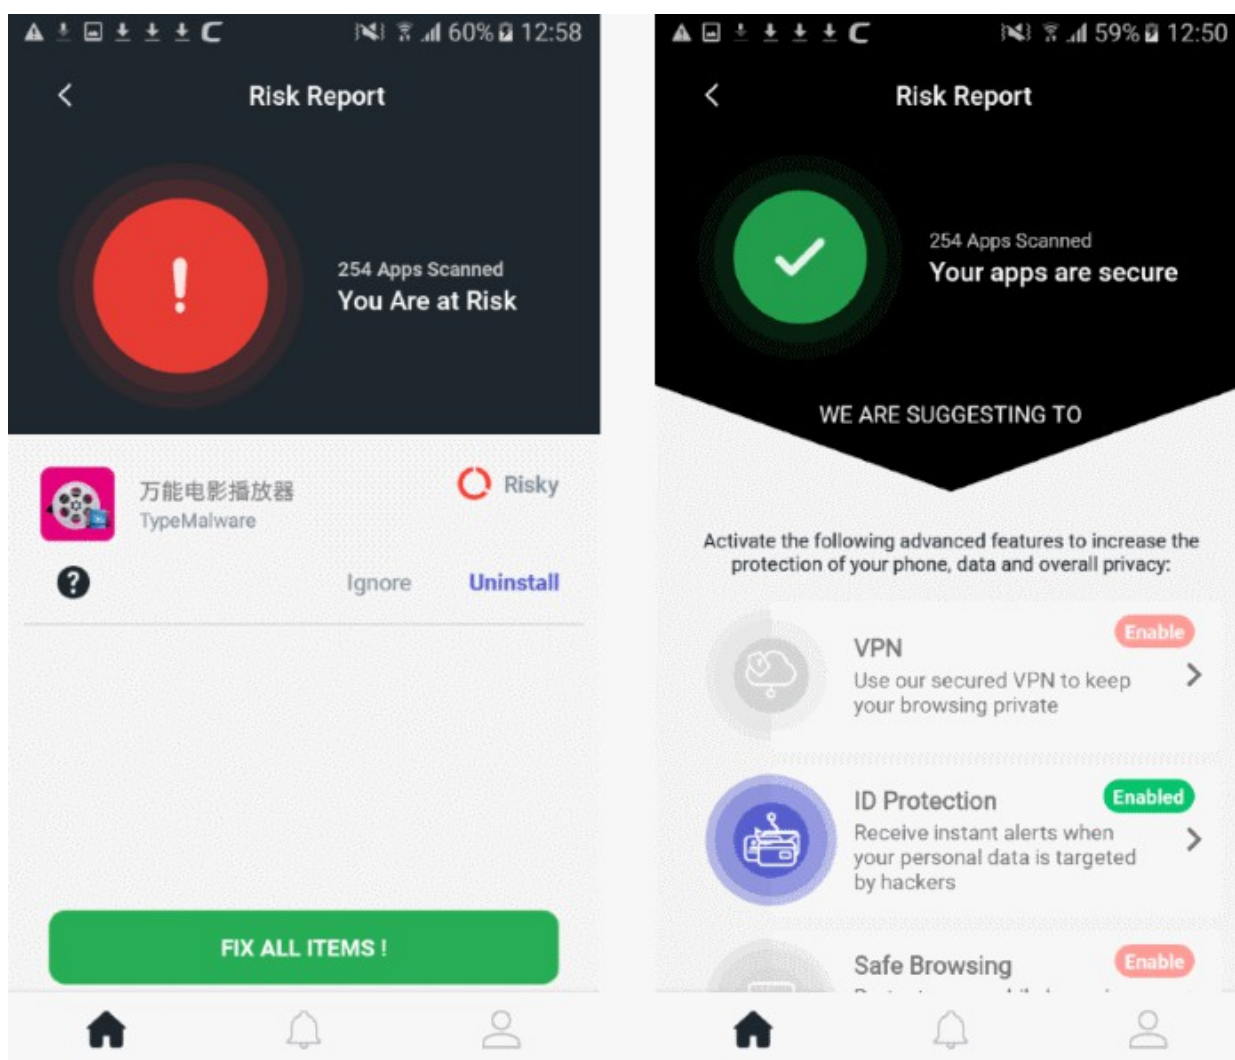 60% 12:58
Risk Report
254 Apps Scanned
You Are at Risk
万能电影播放器
TypeMalware
Risky
Ignore
Uninstall
FIX ALL ITEMS !
59% 12:50
Risk Report
254 Apps Scanned
Your apps are secure
WE ARE SUGGESTING TO
Activate the following advanced features to increase the
protection of your phone, data and overall privacy:
VPN
Enable
Use our secured VPN to keep
your browsing private
ID Protection
Enabled
Receive instant alerts when
your personal data is targeted
by hackers
Safe Browsing
Enable